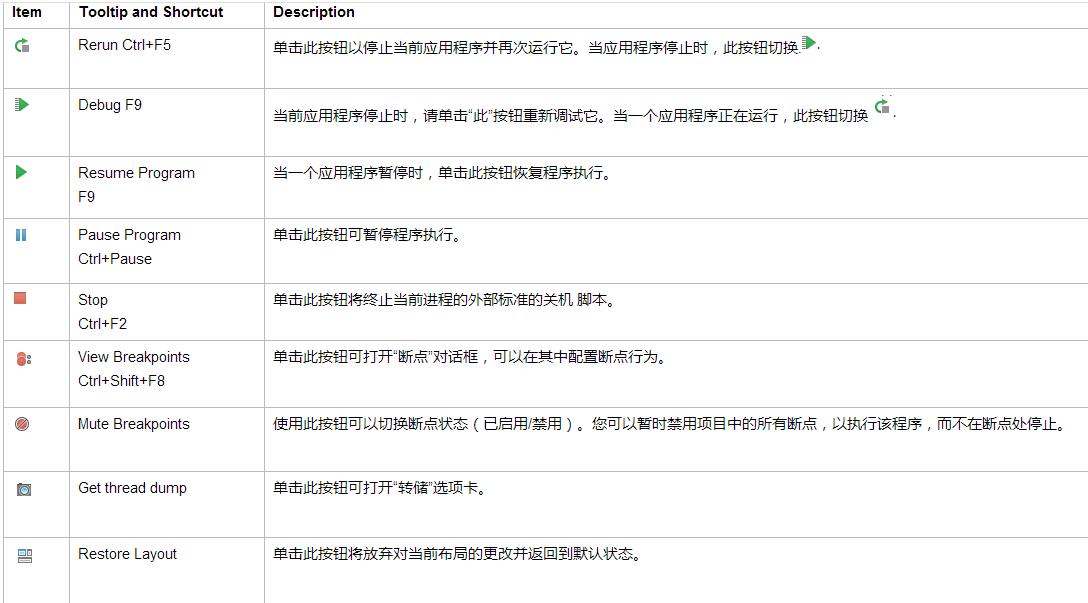 Item Tooltip and Shortcut Description
Rerun Ctrl+F5 单击此按钮以停止当前应用程序并再次运行它。当应用程序停止时，此按钮切换.
Debug F9 当前应用程序停止时，请单击“此”按钮重新调试它。当一个应用程序正在运行，此按钮切换 .
Resume Program 当一个应用程序暂停时，单击此按钮恢复程序执行。
F9
Pause Program 单击此按钮可暂停程序执行。
Ctrl+Pause
Stop 单击此按钮将终止当前进程的外部标准的关机 脚本。
Ctrl+F2
View Breakpoints 单击此按钮可打开“断点”对话框，可以在其中配置断点行为。
Ctrl+Shift+F8
Mute Breakpoints 使用此按钮可以切换断点状态（已启用/禁用）。您可以暂时禁用项目中的所有断点，以执行该程序，而不在断点处停止。
Get thread dump 单击此按钮可打开“转储”选项卡。
Restore Layout 单击此按钮将放弃对当前布局的更改并返回到默认状态。